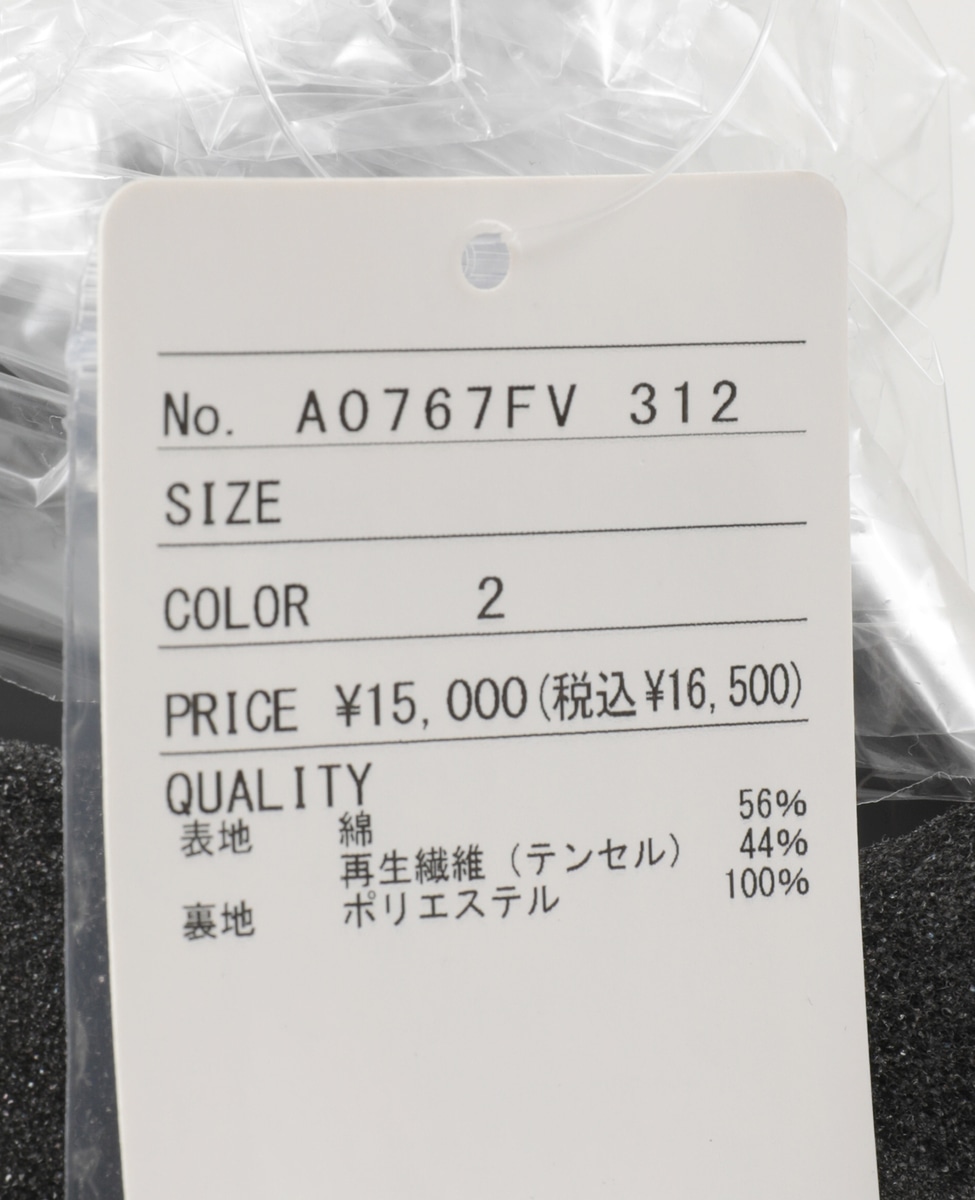 No. A0767FV 312
SIZE
COLOR 2
PRICE ¥15,000(税込¥16,500)
QUALITY
表地 綿 56%
再生繊維(テンセル) 44%
裏地 ポリエステル 100%